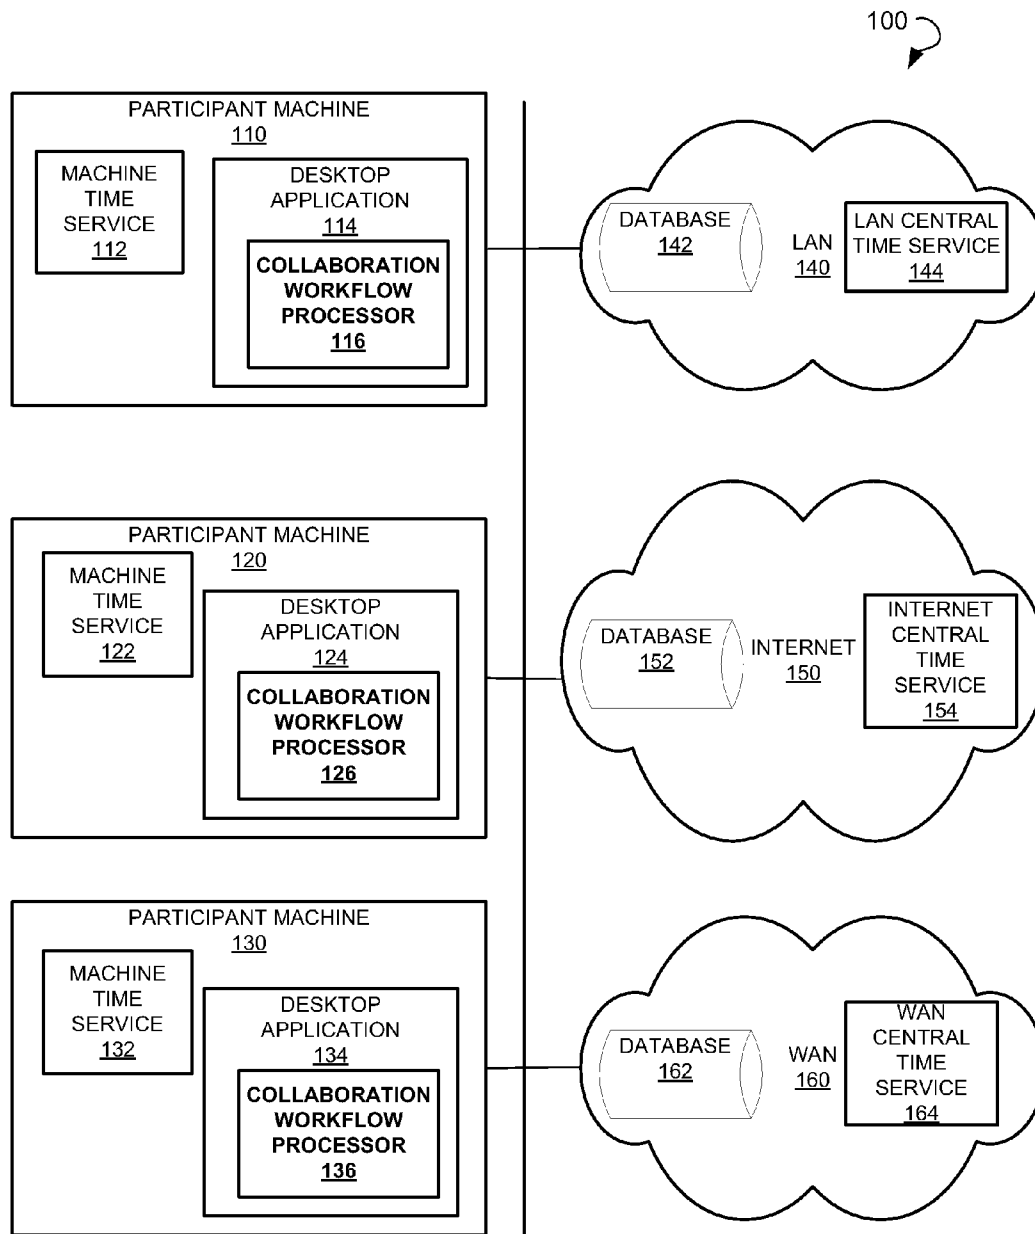 100
PARTICIPANT MACHINE
110
MACHINE
TIME
SERVICE
112
DESKTOP
APPLICATION
114
COLLABORATION
WORKFLOW
PROCESSOR
116
DATABASE
142
LAN
140
LAN CENTRAL
TIME SERVICE
144
PARTICIPANT MACHINE
120
MACHINE
TIME
SERVICE
122
DESKTOP
APPLICATION
124
COLLABORATION
WORKFLOW
PROCESSOR
126
DATABASE
152
INTERNET
150
INTERNET
CENTRAL
TIME
SERVICE
154
PARTICIPANT MACHINE
130
MACHINE
TIME
SERVICE
132
DESKTOP
APPLICATION
134
COLLABORATION
WORKFLOW
PROCESSOR
136
DATABASE
162
WAN
160
WAN
CENTRAL
TIME
SERVICE
164